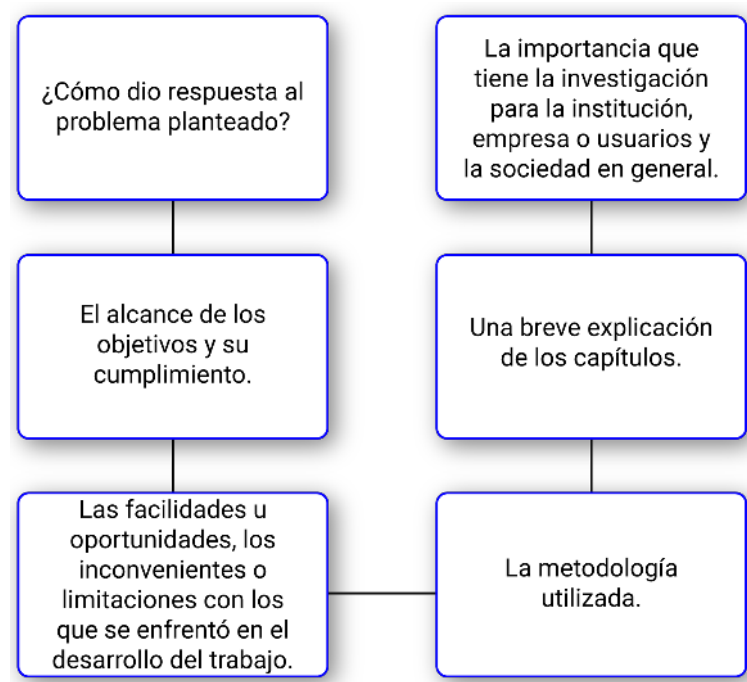 ¿Cómo dio respuesta al
problema planteado?
El alcance de los
objetivos y su
cumplimiento.
Las facilidades u
oportunidades, los
inconvenientes o
limitaciones con los
que se enfrentó en el
desarrollo del trabajo.
La metodología
utilizada.
Una breve explicación
de los capítulos.
La importancia que
tiene la investigación
para la institución,
empresa o usuarios y
la sociedad en general.